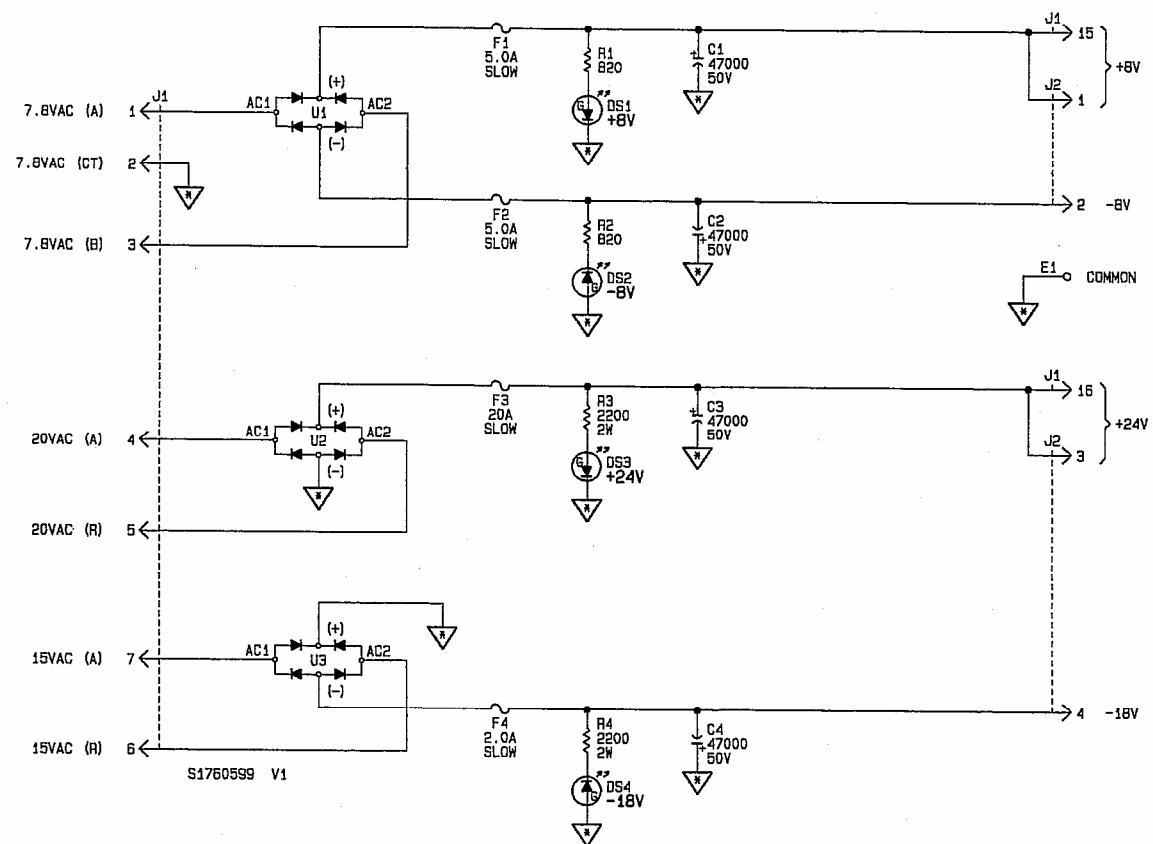 F1
5.0A
SLOW
R1
820
DS1
+8V
G
C1
+
47000
50V
J1
15
+8V
J2
1
J1
7.8VAC (A) 1
AC1
(+)
U1
(-)
AC2
7.8VAC (CT) 2
*
7.8VAC (B) 3
F2
5.0A
SLOW
R2
820
DS2
-8V
G
C2
+
47000
50V
*
*
2 -8V
*
*
E1
COMMON
*
F3
20A
SLOW
R3
2200
2W
DS3
+24V
G
C3
+
47000
50V
J1
16
+24V
J2
3
20VAC (A) 4
AC1
(+)
U2
(-)
AC2
*
*
*
20VAC (R) 5
15VAC (A) 7
AC1
(+)
U3
(-)
AC2
*
15VAC (R) 6
F4
2.0A
SLOW
R4
2200
2W
DS4
-18V
G
C4
+
47000
50V
4 -18V
*
*
S1760599 V1